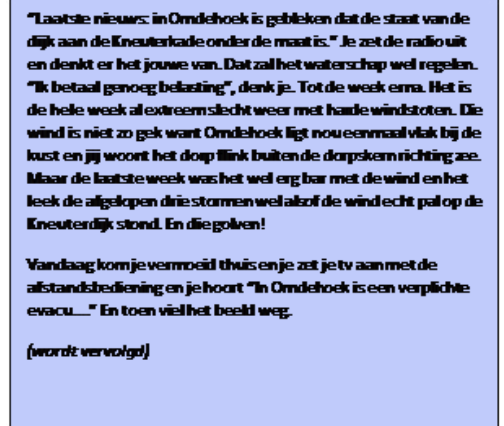 "Laatste nieuws: in Omdehoek is gebleken dat de staat van de
dijk aan de Kneuterkade onder de maat is." Je zet de radio uit
en denkt er het jouwe van. Dat zal het waterschap wel regelen.
"Ik betaal genoeg belasting", denk je. Tot de week erna. Het is
de hele week al extreem slecht weer met harde windstoten. Die
wind is niet zo gek want Omdehoek ligt nou eenmaal vlak bij de
kust en jij woont het dorp flink buiten de dorpskern richting zee.
Maar de laatste week was het wel erg bar met de wind en het
leek de afgelopen drie stormen wel alsof de wind echt pal op de
Kneuterdijk stond. En die golven!
Vandaag kom je vermoeid thuis en je zet je tv aan met de
afstandsbediening en je hoort "In Omdehoek is een verplichte
evacu....." En toen viel het beeld weg.
(wordt vervolgd)